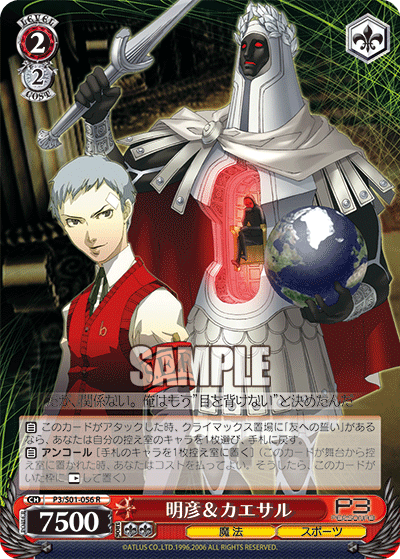 LEVEL
2
2
COST
SAMPLE
関係ない。俺はもう"目を背けない"と決めたんだ
このカードがアタックした時、クライマックス置場に「友への誓い」があるなら、あなたは自分の控え室のキャラを1枚選び、手札に戻す。
アンコール [手札のキャラを1枚控え室に置く] (このカードが舞台から控え室に置かれた時、あなたはコストを払ってよい。そうしたら、このカードがいた枠に置く)
CH P3/S01-056 R
7500
明彦&カエサル
P3
魔法 スポーツ
©ATLUS CO.,LTD.1996,2006 ALL RIGHTS RESERVED.